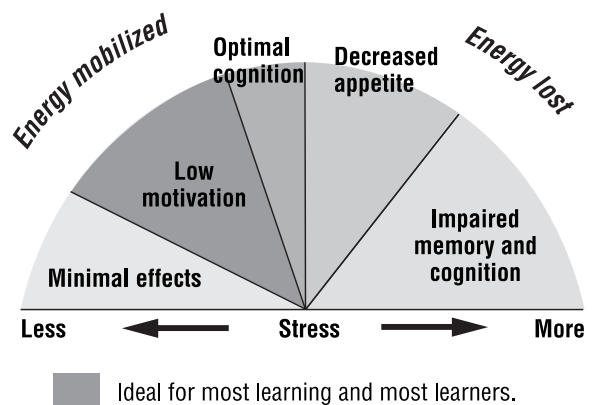 Energy mobilized
Optimal
cognition
Decreased
appetite
Energy lost
Low
motivation
Impaired
memory and
cognition
Minimal effects
Less
Stress
More
Ideal for most learning and most learners.